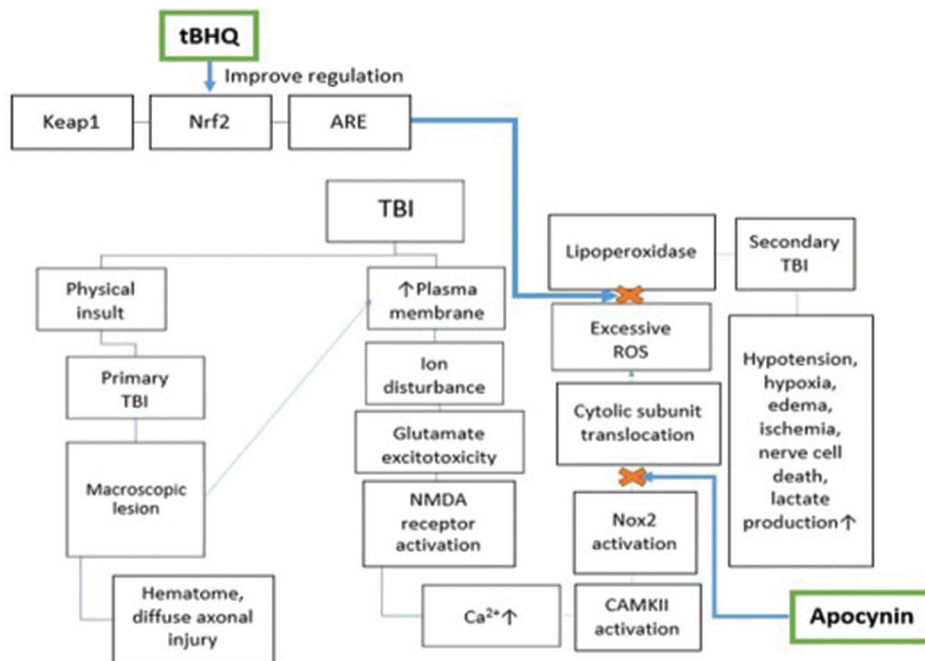 tBHQ
Improve regulation
Keap1
Nrf2
ARE
TBI
Physical
insult
Primary
TBI
Macroscopic
lesion
Hematome,
diffuse axonal
injury
↑Plasma
membrane
Ion
disturbance
Glutamate
excitotoxicity
NMDA
receptor
activation
Ca²⁺↑
CAMKII
activation
Nox2
activation
Cytolic subunit
translocation
Excessive
ROS
Lipoperoxidase
Secondary
TBI
Hypotension,
hypoxia,
edema,
ischemia,
nerve cell
death,
lactate
production↑
Apocynin